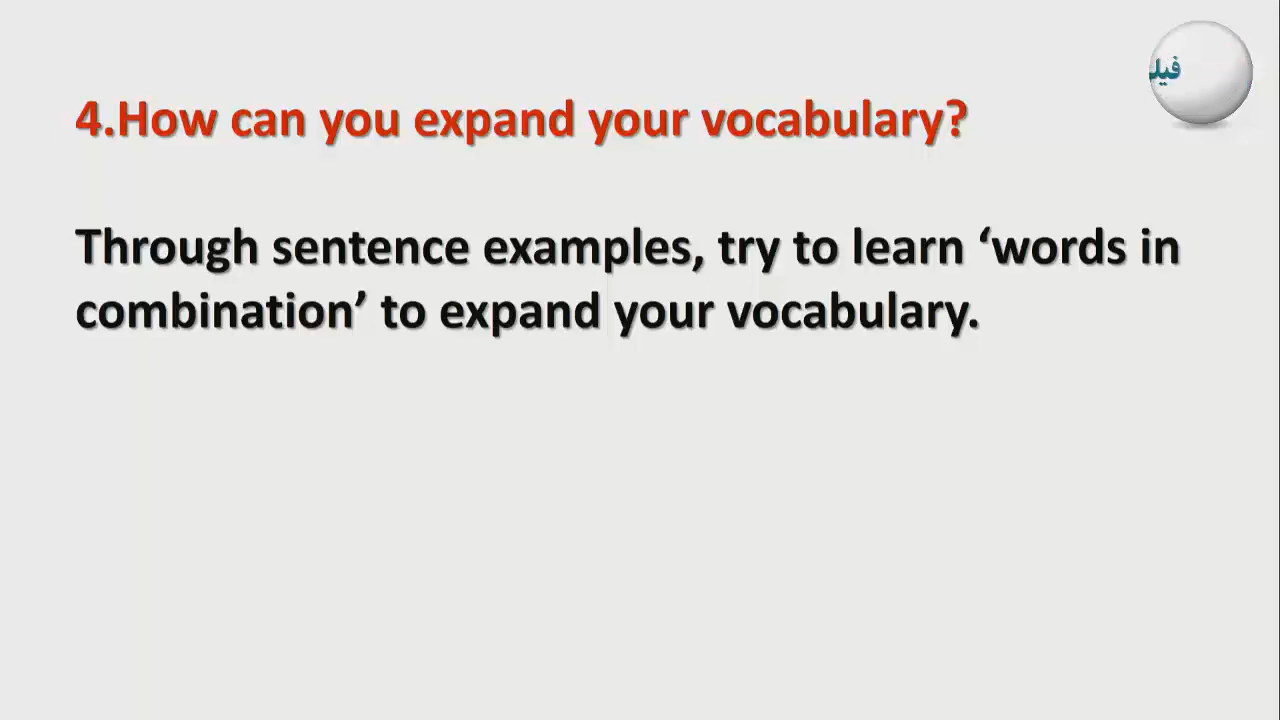 4.How can you expand your vocabulary?
Through sentence examples, try to learn ‘words in
combination’ to expand your vocabulary.